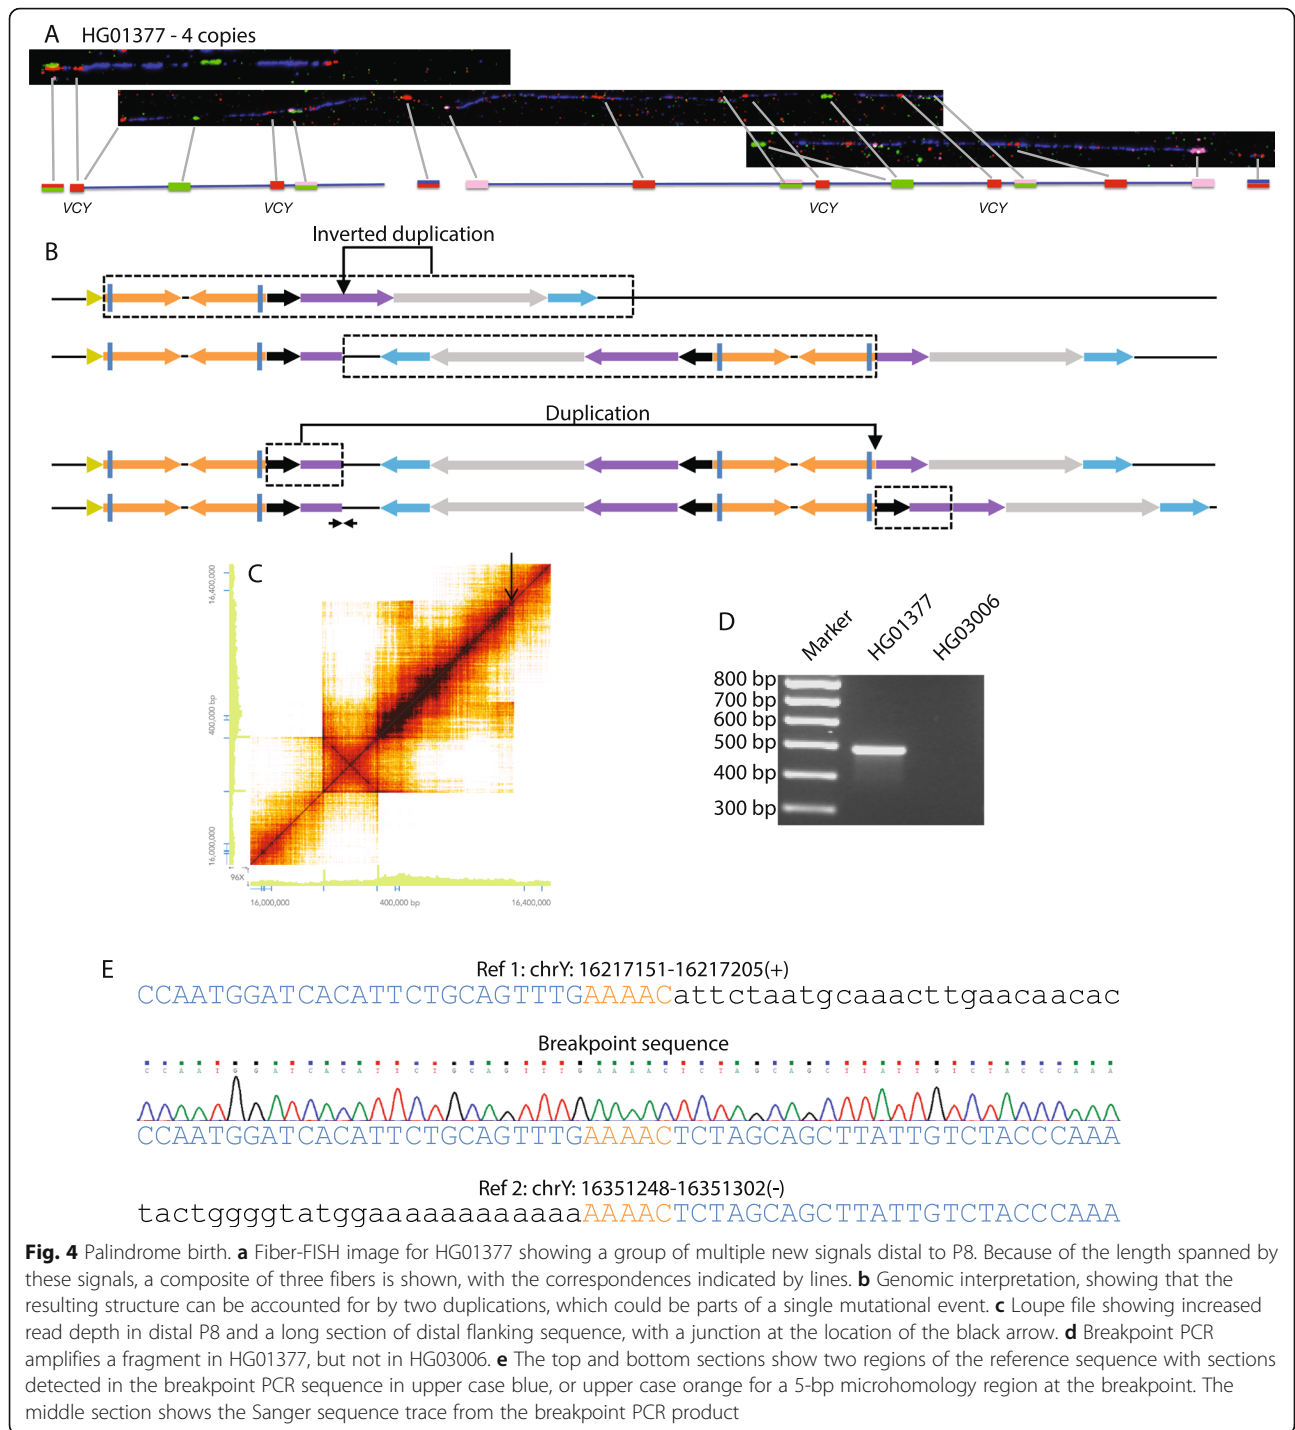 A HG01377 - 4 copies
VCY VCY VCY VCY
B
Inverted duplication
Duplication
C
16,400,000
400,000 bp
16,000,000
96X
16,000,000 400,000 bp 16,400,000
D
Marker HG01377 HG03006
800 bp
700 bp
600 bp
500 bp
400 bp
300 bp
E
Ref 1: chrY: 16217151-16217205(+)
CCAATGGATCACATTCTGCAGTTTGAAAACattctaatgcaaacttgaacaacac
Breakpoint sequence
C C A A T G G A T C A C A T T C T G C A G T T T G A A A A C T C T A G C A G C T T A T T G T C T A C C C A A A
CCAATGGATCACATTCTGCAGTTTGAAAACTCTAGCAGCTTATTGTCTACCCAAA
Ref 2: chrY: 16351248-16351302(-)
tactggggtatggaaaaaaaaaaaaAAAACTCTAGCAGCTTATTGTCTACCCAAA
Fig. 4 Palindrome birth. a Fiber-FISH image for HG01377 showing a group of multiple new signals distal to P8. Because of the length spanned by
these signals, a composite of three fibers is shown, with the correspondences indicated by lines. b Genomic interpretation, showing that the
resulting structure can be accounted for by two duplications, which could be parts of a single mutational event. c Loupe file showing increased
read depth in distal P8 and a long section of distal flanking sequence, with a junction at the location of the black arrow. d Breakpoint PCR
amplifies a fragment in HG01377, but not in HG03006. e The top and bottom sections show two regions of the reference sequence with sections
detected in the breakpoint PCR sequence in upper case blue, or upper case orange for a 5-bp microhomology region at the breakpoint. The
middle section shows the Sanger sequence trace from the breakpoint PCR product